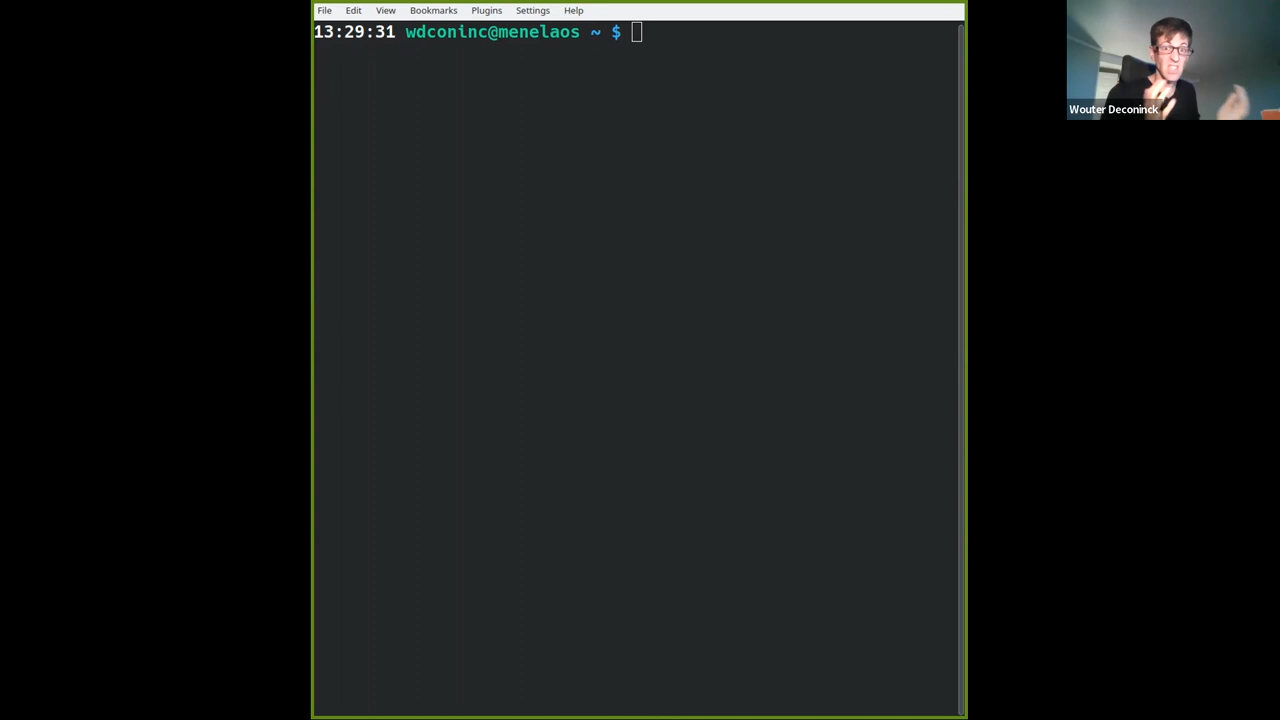 File Edit View Bookmarks Plugins Settings Help
13:29:31 wdconinc@menelaos ~ $
Wouter Deconinck